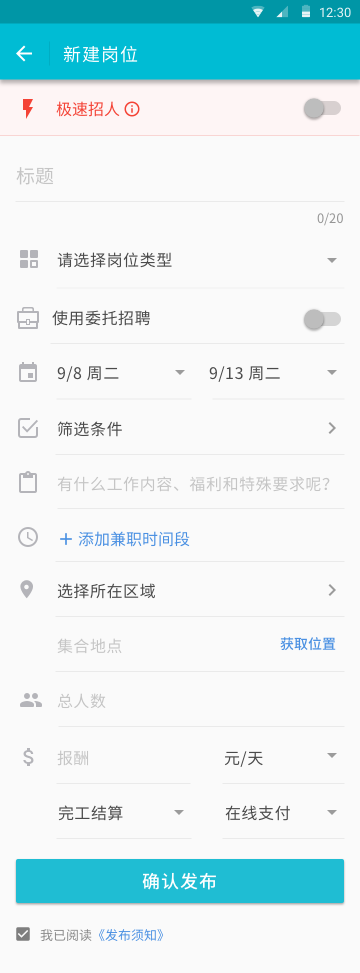 12:30
新建岗位
极速招人
标题
0/20
请选择岗位类型
使用委托招聘
9/8 周二 9/13 周二
筛选条件
有什么工作内容、福利和特殊要求呢?
+ 添加兼职时间段
选择所在区域
集合地点 获取位置
总人数
报酬 元/天
完工结算 在线支付
确认发布
我已阅读《发布须知》